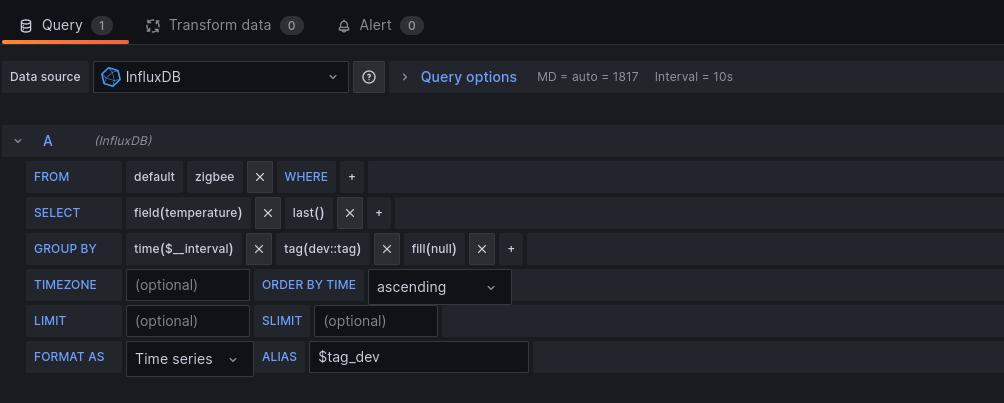 Query 1 Transform data 0 Alert 0
Data source InfluxDB ? > Query options MD = auto = 1817 Interval = 10s
A (InfluxDB)
FROM default zigbee × WHERE +
SELECT field(temperature) × last() × +
GROUP BY time($__interval) × tag(dev::tag) × fill(null) × +
TIMEZONE (optional) ORDER BY TIME ascending
LIMIT (optional) SLIMIT (optional)
FORMAT AS Time series ALIAS $tag_dev